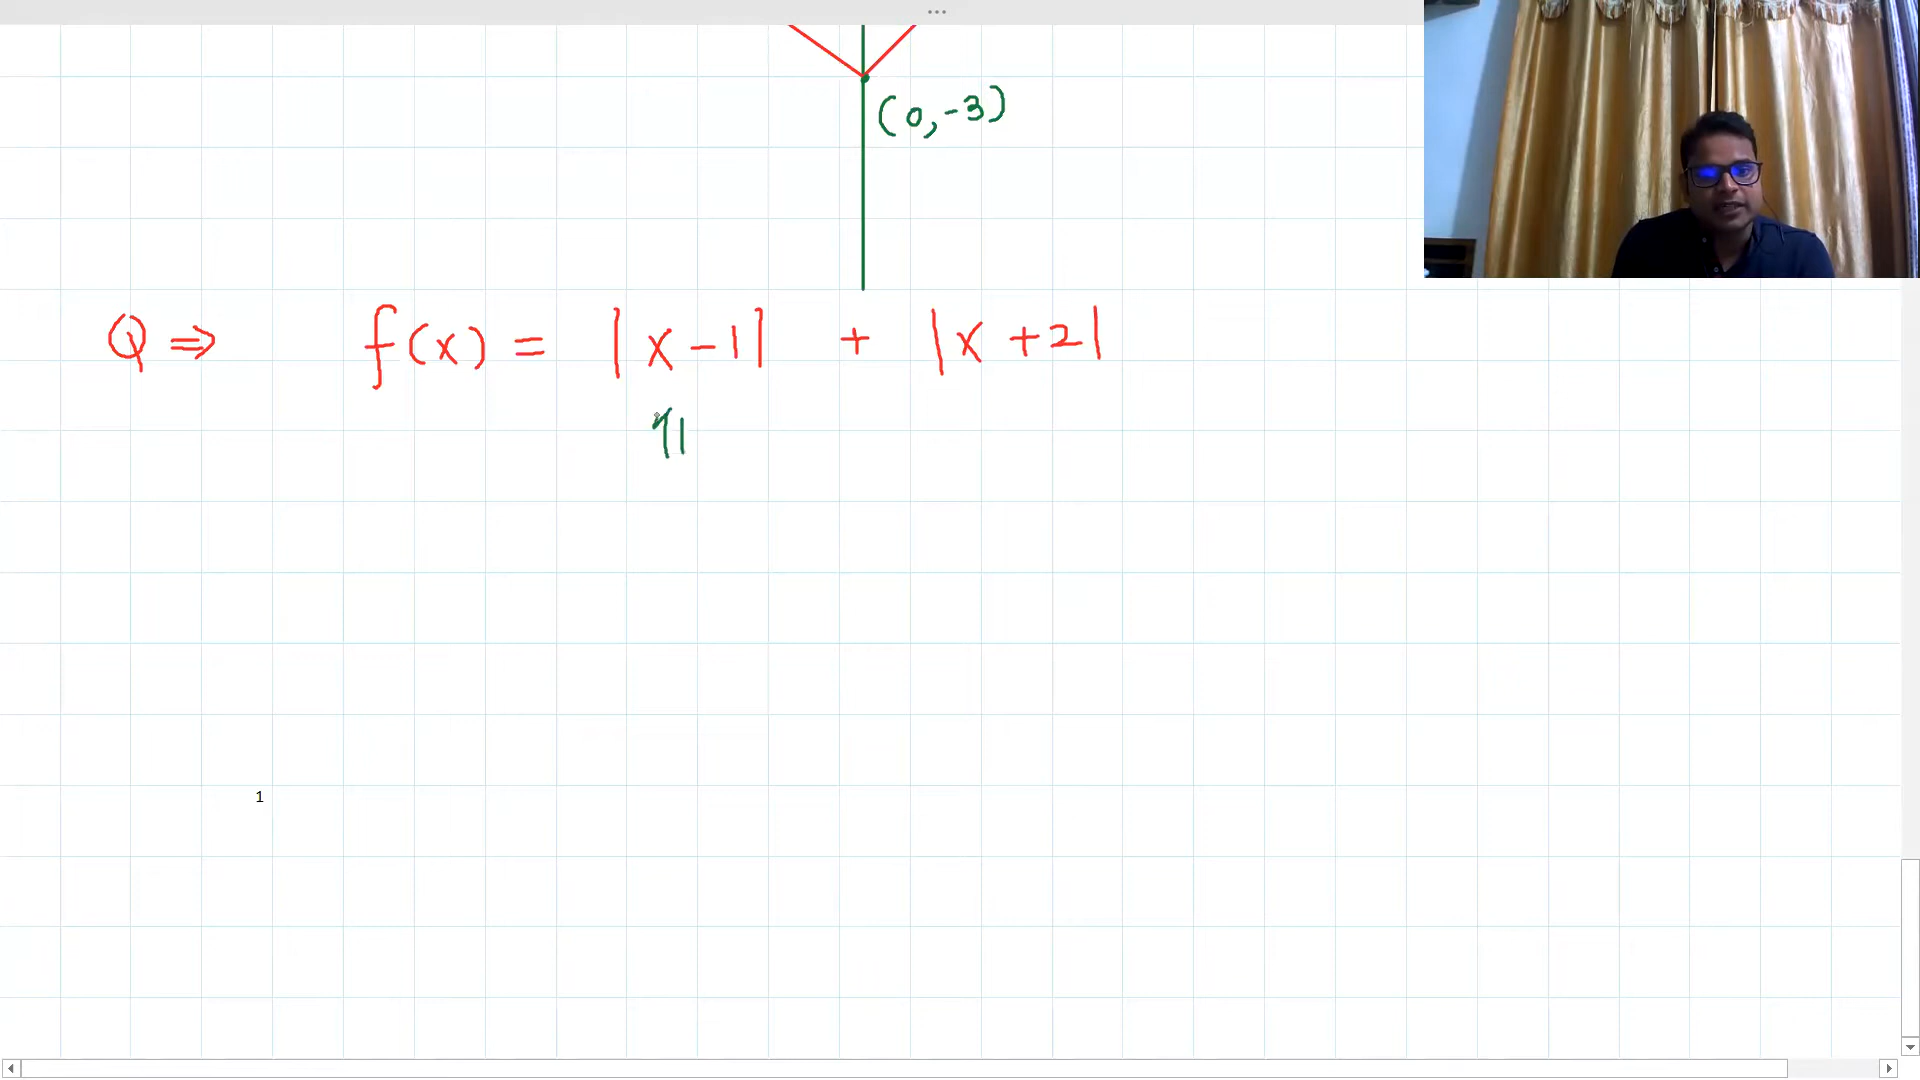 (0,-3)
Q ⇒ f(x) = |x-1| + |x+2|
1